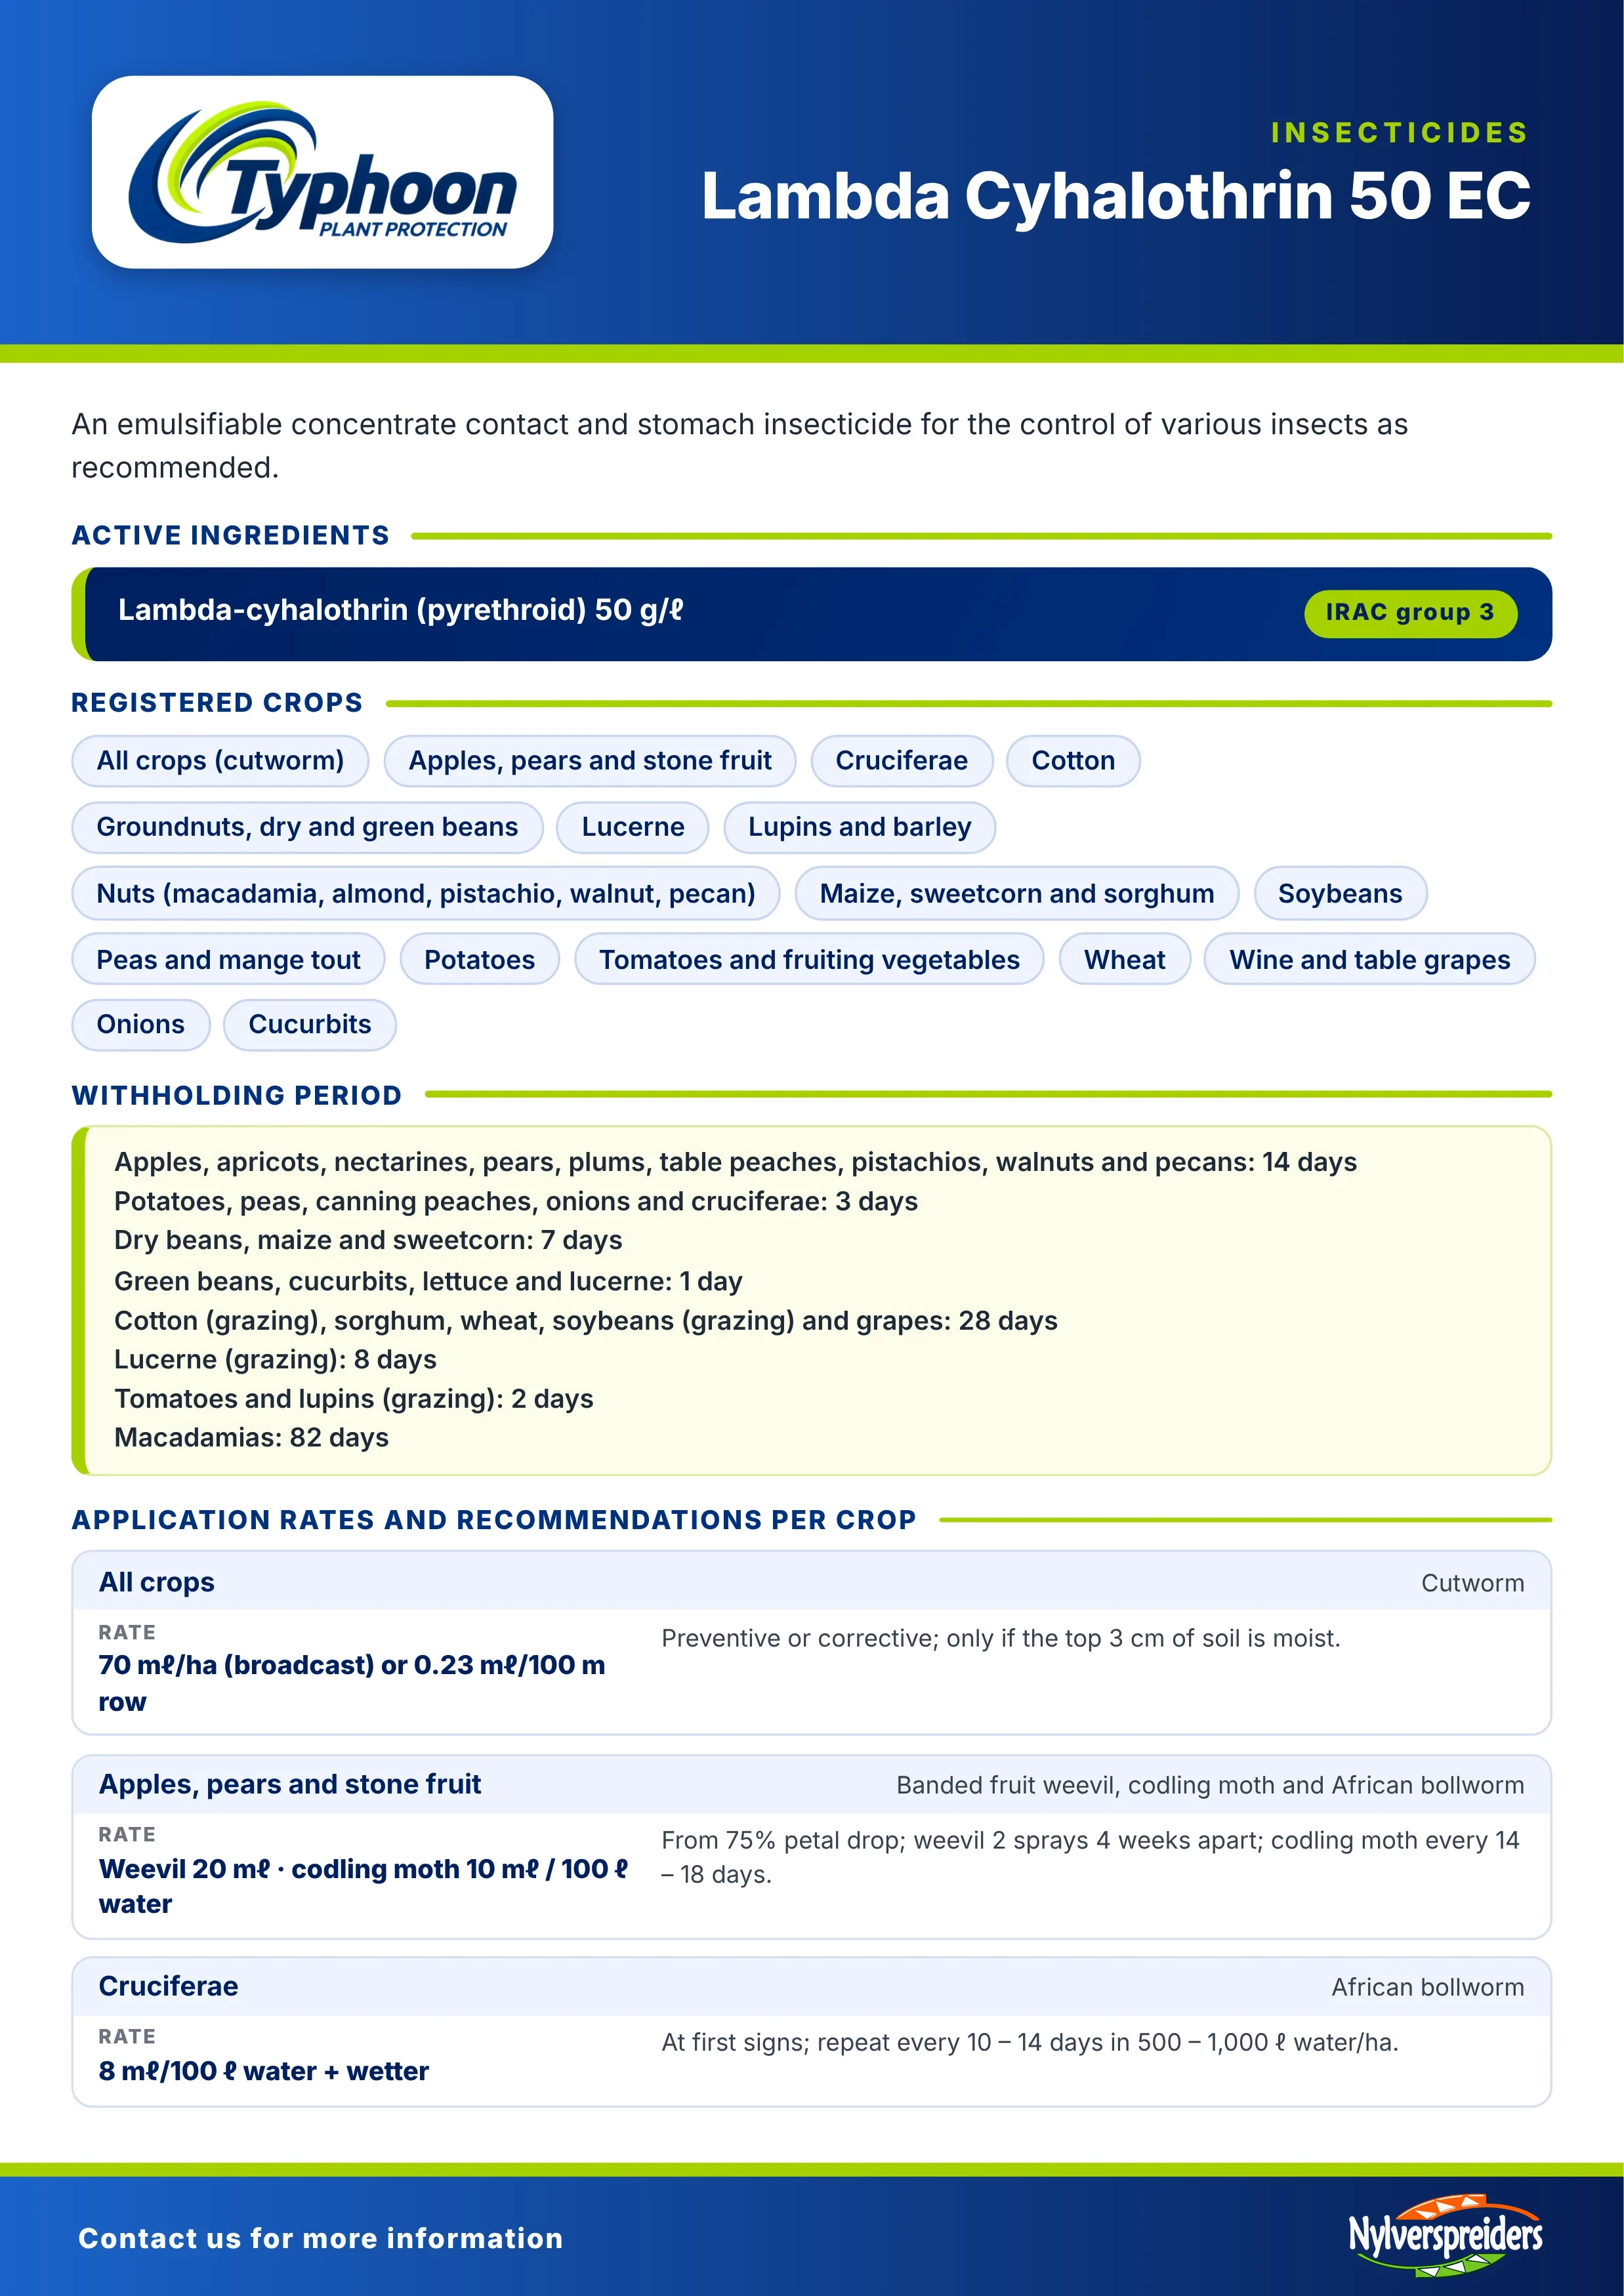 Typhoon
PLANT PROTECTION
INSECTICIDES
Lambda Cyhalothrin 50 EC
An emulsifiable concentrate contact and stomach insecticide for the control of various insects as
recommended.
ACTIVE INGREDIENTS
Lambda-cyhalothrin (pyrethroid) 50 g/ℓ
IRAC group 3
REGISTERED CROPS
All crops (cutworm) Apples, pears and stone fruit Cruciferae Cotton
Groundnuts, dry and green beans Lucerne Lupins and barley
Nuts (macadamia, almond, pistachio, walnut, pecan) Maize, sweetcorn and sorghum Soybeans
Peas and mange tout Potatoes Tomatoes and fruiting vegetables Wheat Wine and table grapes
Onions Cucurbits
WITHHOLDING PERIOD
Apples, apricots, nectarines, pears, plums, table peaches, pistachios, walnuts and pecans: 14 days
Potatoes, peas, canning peaches, onions and cruciferae: 3 days
Dry beans, maize and sweetcorn: 7 days
Green beans, cucurbits, lettuce and lucerne: 1 day
Cotton (grazing), sorghum, wheat, soybeans (grazing) and grapes: 28 days
Lucerne (grazing): 8 days
Tomatoes and lupins (grazing): 2 days
Macadamias: 82 days
APPLICATION RATES AND RECOMMENDATIONS PER CROP
All crops
Cutworm
RATE
70 mℓ/ha (broadcast) or 0.23 mℓ/100 m
row
Preventive or corrective; only if the top 3 cm of soil is moist.
Apples, pears and stone fruit
Banded fruit weevil, codling moth and African bollworm
RATE
Weevil 20 mℓ · codling moth 10 mℓ / 100 ℓ
water
From 75% petal drop; weevil 2 sprays 4 weeks apart; codling moth every 14
– 18 days.
Cruciferae
African bollworm
RATE
8 mℓ/100 ℓ water + wetter
At first signs; repeat every 10 – 14 days in 500 – 1,000 ℓ water/ha.
Contact us for more information
Nylverspreiders